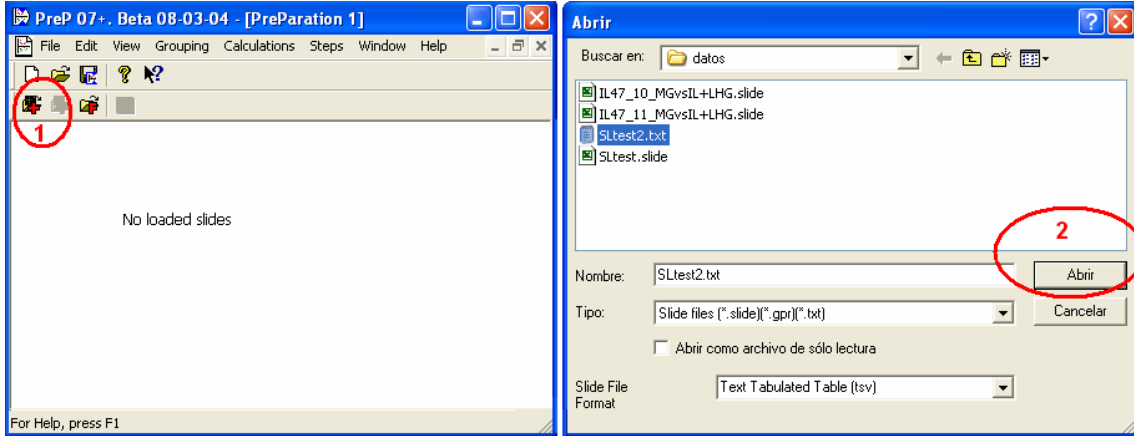 PreP 07+. Beta 08-03-04 - [PreParation 1]
File Edit View Grouping Calculations Steps Window Help
1
No loaded slides
For Help, press F1
Abrir
Buscar en: datos
IL47_10_MGvsIL+LHG.slide
IL47_11_MGvsIL+LHG.slide
SLtest2.txt
SLtest.slide
2
Nombre: SLtest2.txt Abrir
Tipo: Slide files (*.slide)(*.gpr)(*.txt) Cancelar
Abrir como archivo de sólo lectura
Slide File Format Text Tabulated Table (tsv)